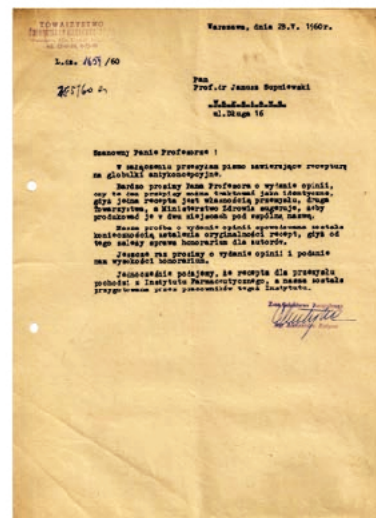 TOWARZYSTWO
Warszawa, dnia 28.V. 1960r.
L.dz. 1659 /60
Pan
Prof.dr Janusz Supniewski
ul.Długa 16
Szanowny Panie Profesorze !
W załączeniu przesyłam pismo zawierające recepturę
na globulki antykoncepcyjne.
Bardzo prosimy Pana Profesora o wydanie opinii,
czy te dwa przepisy można traktować jako identyczne,
gdyż jedna recepta jest własnością przemysłu, druga
Towarzystwa, a Ministerstwo Zdrowia sugeruje, żeby
produkować je w dwu miejscach pod wspólną nazwą.
Nasza prośba o wydanie opinii spowodowana została
koniecznością ustalenia oryginalności recept, gdyż od
tego zależy sprawa honorarium dla autorów.
Jeszcze raz prosimy o wydanie opinii i podanie
nam wysokości honorarium.
Jednocześnie podajemy, że recepta dla przemysłu
pochodzi z Instytutu Farmaceutycznego, a nasza została
przygotowana przez pracowników tegoż Instytutu.